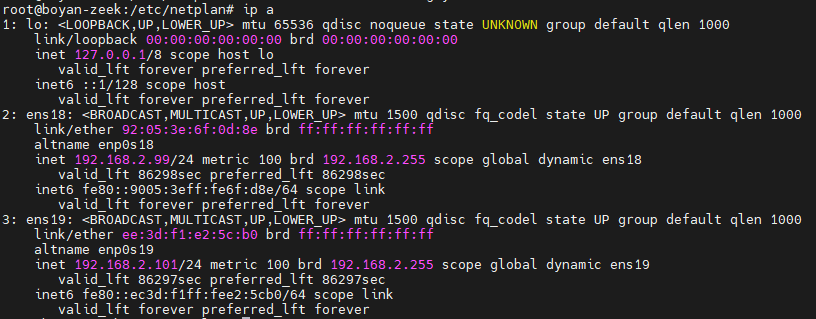 root@boyan-zeek:/etc/netplan# ip a
1: lo: <LOOPBACK,UP,LOWER_UP> mtu 65536 qdisc noqueue state UNKNOWN group default qlen 1000
    link/loopback 00:00:00:00:00:00 brd 00:00:00:00:00:00
    inet 127.0.0.1/8 scope host lo
       valid_lft forever preferred_lft forever
    inet6 ::1/128 scope host
       valid_lft forever preferred_lft forever
2: ens18: <BROADCAST,MULTICAST,UP,LOWER_UP> mtu 1500 qdisc fq_codel state UP group default qlen 1000
    link/ether 92:05:3e:6f:0d:8e brd ff:ff:ff:ff:ff:ff
    altname enp0s18
    inet 192.168.2.99/24 metric 100 brd 192.168.2.255 scope global dynamic ens18
       valid_lft 86298sec preferred_lft 86298sec
    inet6 fe80::9005:3eff:fe6f:d8e/64 scope link
       valid_lft forever preferred_lft forever
3: ens19: <BROADCAST,MULTICAST,UP,LOWER_UP> mtu 1500 qdisc fq_codel state UP group default qlen 1000
    link/ether ee:3d:f1:e2:5c:b0 brd ff:ff:ff:ff:ff:ff
    altname enp0s19
    inet 192.168.2.101/24 metric 100 brd 192.168.2.255 scope global dynamic ens19
       valid_lft 86297sec preferred_lft 86297sec
    inet6 fe80::ec3d:f1ff:fee2:5cb0/64 scope link
       valid_lft forever preferred_lft forever